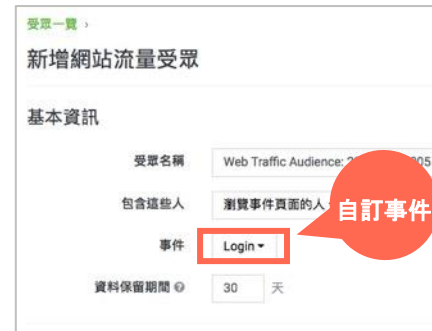 受眾一覽 ›
新增網站流量受眾
基本資訊
受眾名稱 Web Traffic Audience: 2 005
包含這些人 瀏覽事件頁面的人
自訂事件
事件 Login
資料保留期間 30 天